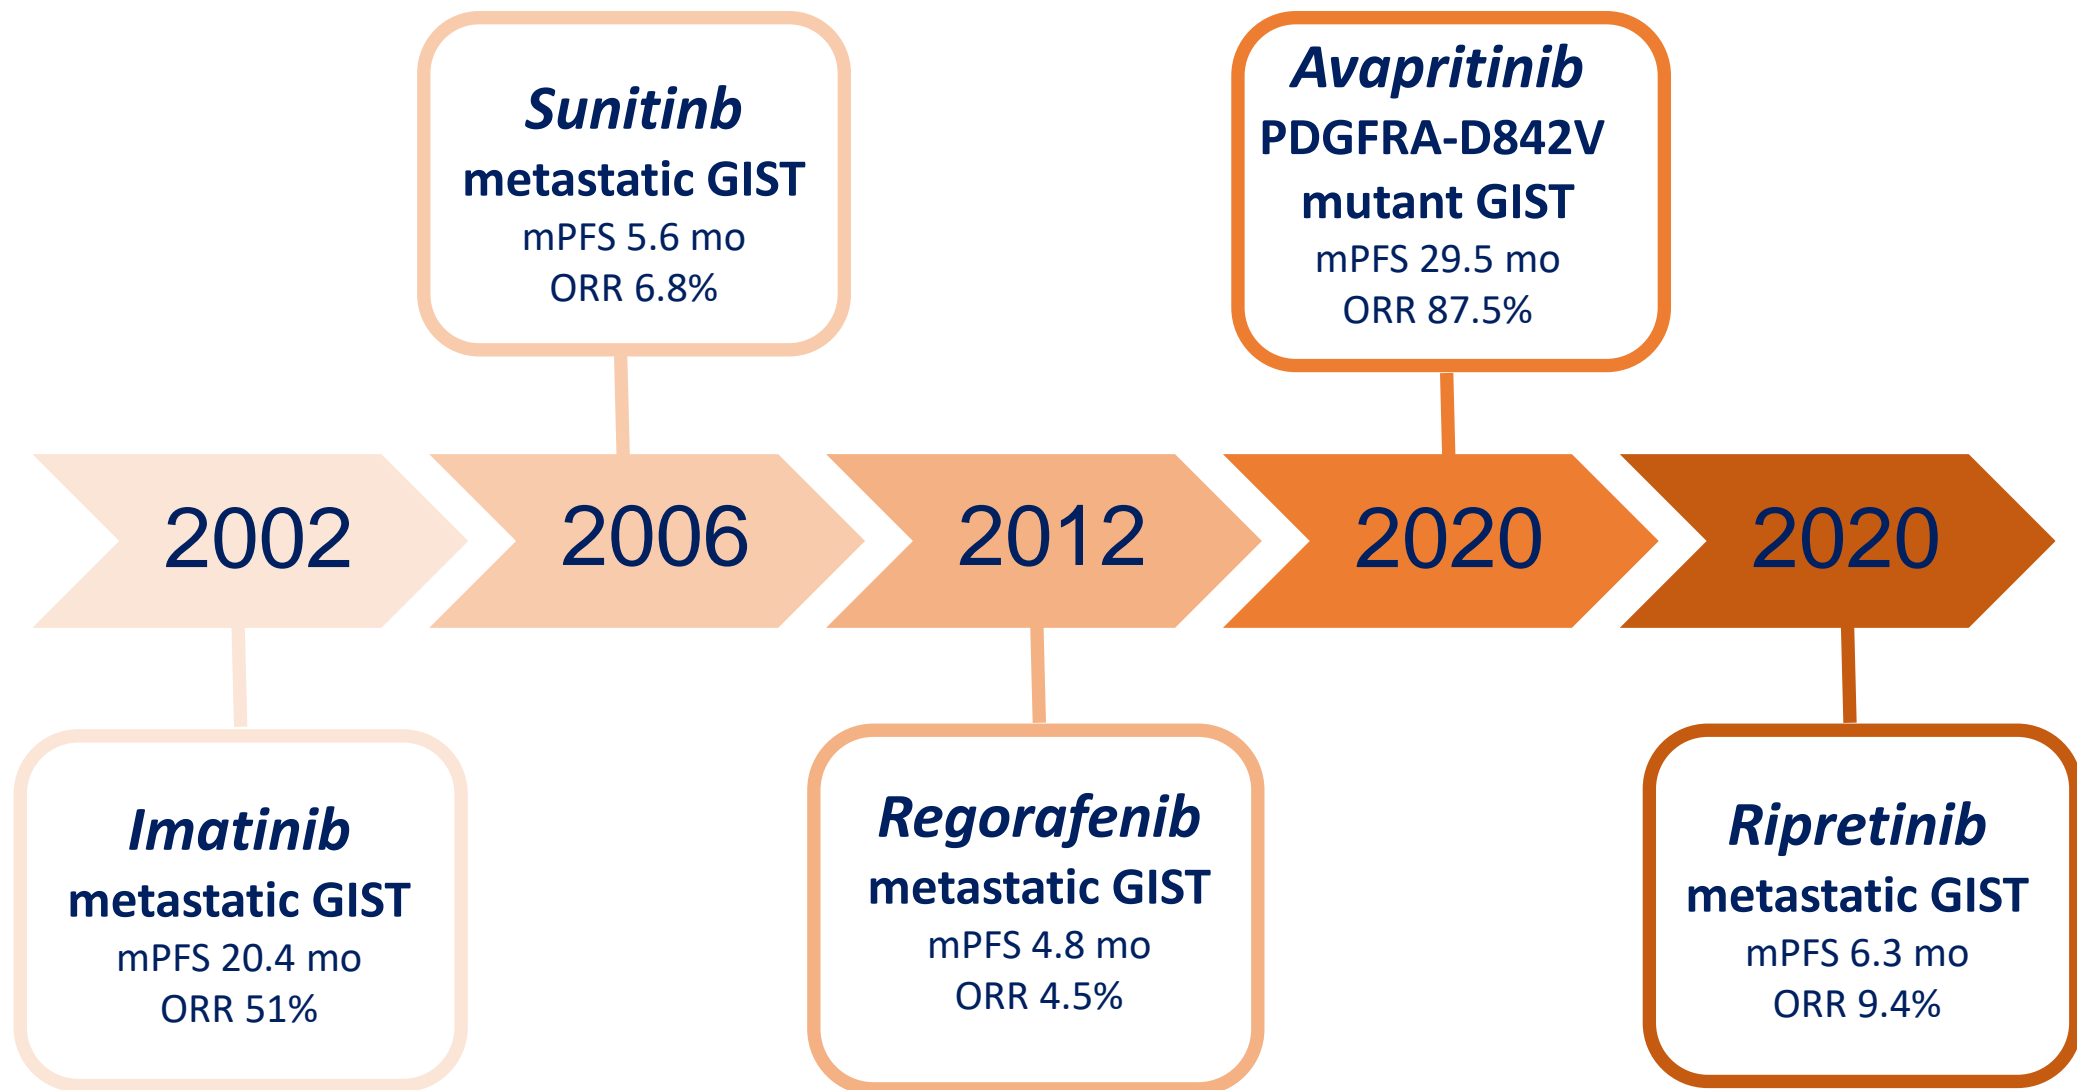 Sunitinb
metastatic GIST
mPFS 5.6 mo
ORR 6.8%
Avapritinib
PDGFRA-D842V
mutant GIST
mPFS 29.5 mo
ORR 87.5%
2002
2006
2012
2020
2020
Imatinib
metastatic GIST
mPFS 20.4 mo
ORR 51%
Regorafenib
metastatic GIST
mPFS 4.8 mo
ORR 4.5%
Ripretinib
metastatic GIST
mPFS 6.3 mo
ORR 9.4%